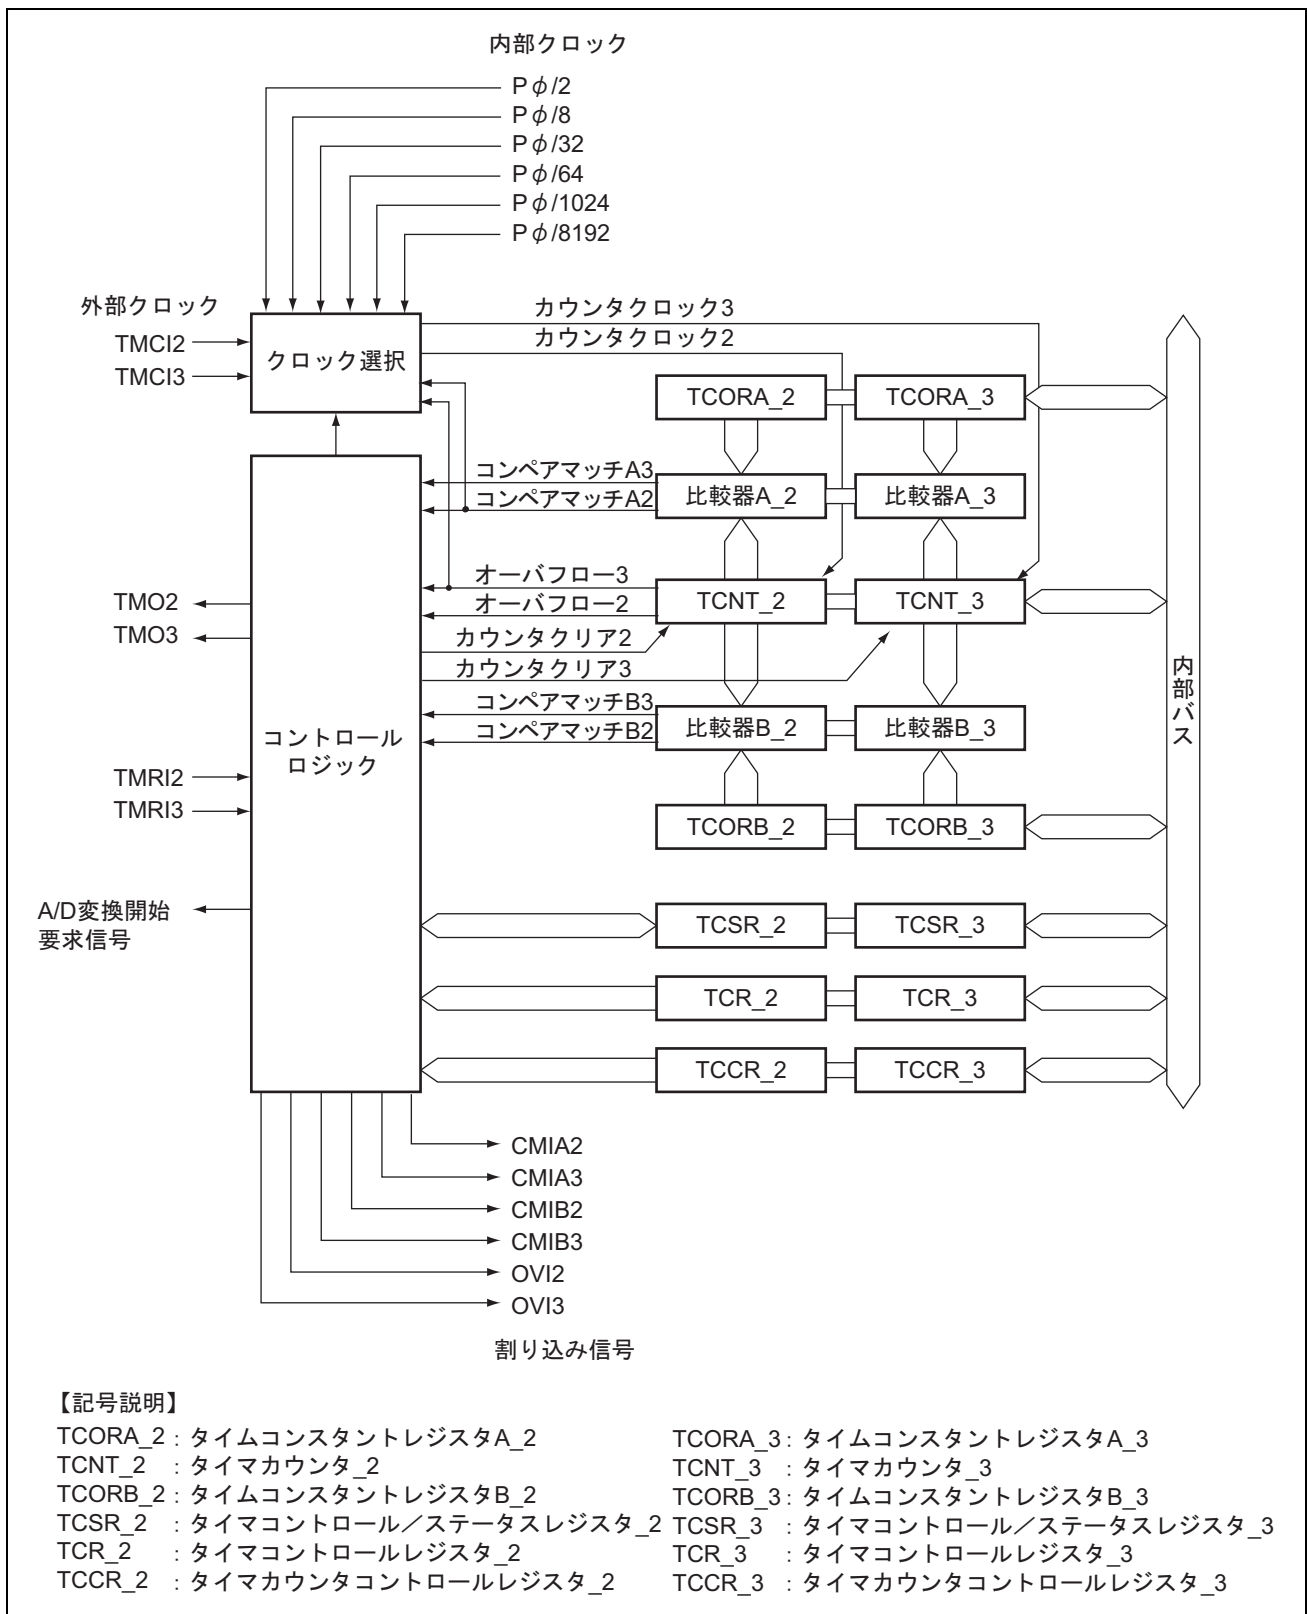 内部クロック
Pφ/2
Pφ/8
Pφ/32
Pφ/64
Pφ/1024
Pφ/8192
外部クロック
TMCI2
TMCI3
クロック選択
カウンタクロック3
カウンタクロック2
TCORA_2
TCORA_3
コンペアマッチA3
コンペアマッチA2
比較器A_2
比較器A_3
オーバフロー3
オーバフロー2
TCNT_2
TCNT_3
カウンタクリア2
カウンタクリア3
TMO2
TMO3
コンペアマッチB3
コンペアマッチB2
比較器B_2
比較器B_3
コントロール
ロジック
TMRI2
TMRI3
TCORB_2
TCORB_3
内部バス
A/D変換開始
要求信号
TCSR_2
TCSR_3
TCR_2
TCR_3
TCCR_2
TCCR_3
CMIA2
CMIA3
CMIB2
CMIB3
OVI2
OVI3
割り込み信号
【記号説明】
TCORA_2 : タイムコンスタントレジスタA_2
TCNT_2 : タイマカウンタ_2
TCORB_2 : タイムコンスタントレジスタB_2
TCSR_2 : タイマコントロール／ステータスレジスタ_2
TCR_2 : タイマコントロールレジスタ_2
TCCR_2 : タイマカウンタコントロールレジスタ_2
TCORA_3 : タイムコンスタントレジスタA_3
TCNT_3 : タイマカウンタ_3
TCORB_3 : タイムコンスタントレジスタB_3
TCSR_3 : タイマコントロール／ステータスレジスタ_3
TCR_3 : タイマコントロールレジスタ_3
TCCR_3 : タイマカウンタコントロールレジスタ_3